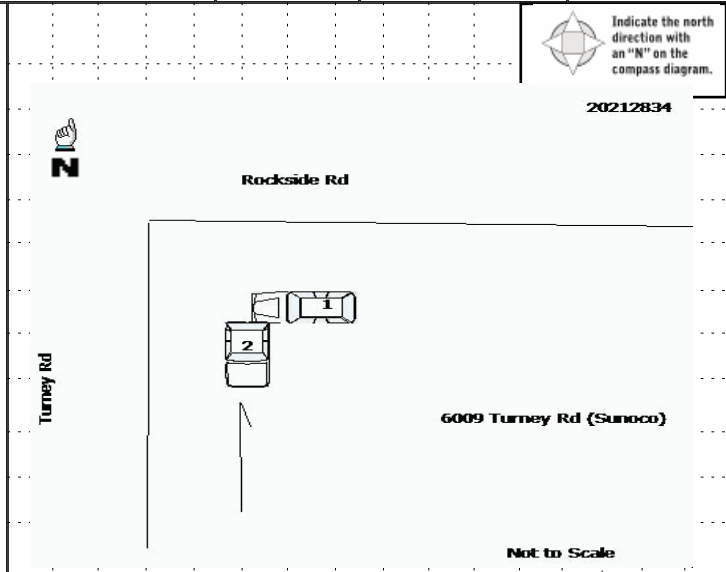 Indicate the north
direction with
an “N” on the
compass diagram.
20212834
N
Rockside Rd
1
2
Turney Rd
6009 Turney Rd (Sunoco)
Not to Scale